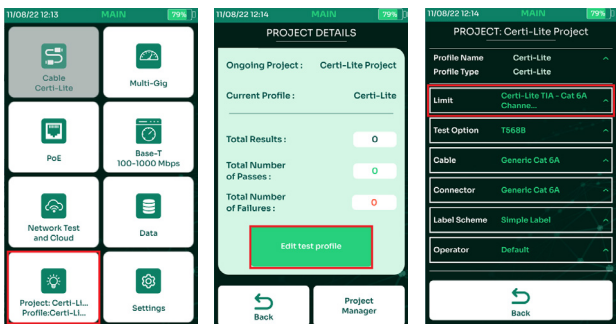 11/08/22 12:13 MAIN 79%
Cable
Certi-Lite
Multi-Gig
PoE
Base-T
100-1000 Mbps
Network Test
and Cloud
Data
Project: Certi-Li...
Profile:Certi-Li...
Settings
11/08/22 12:14 MAIN 79%
PROJECT DETAILS
Ongoing Project : Certi-Lite Project
Current Profile : Certi-Lite
Total Results : 0
Total Number
of Passes : 0
Total Number
of Failures : 0
Edit test profile
Back
Project
Manager
11/08/22 12:14 MAIN 79%
PROJECT: Certi-Lite Project
Profile Name Certi-Lite
Profile Type Certi-Lite
Limit Certi-Lite TIA - Cat 6A
Channe...
Test Option T568B
Cable Generic Cat 6A
Connector Generic Cat 6A
Label Scheme Simple Label
Operator Default
Back